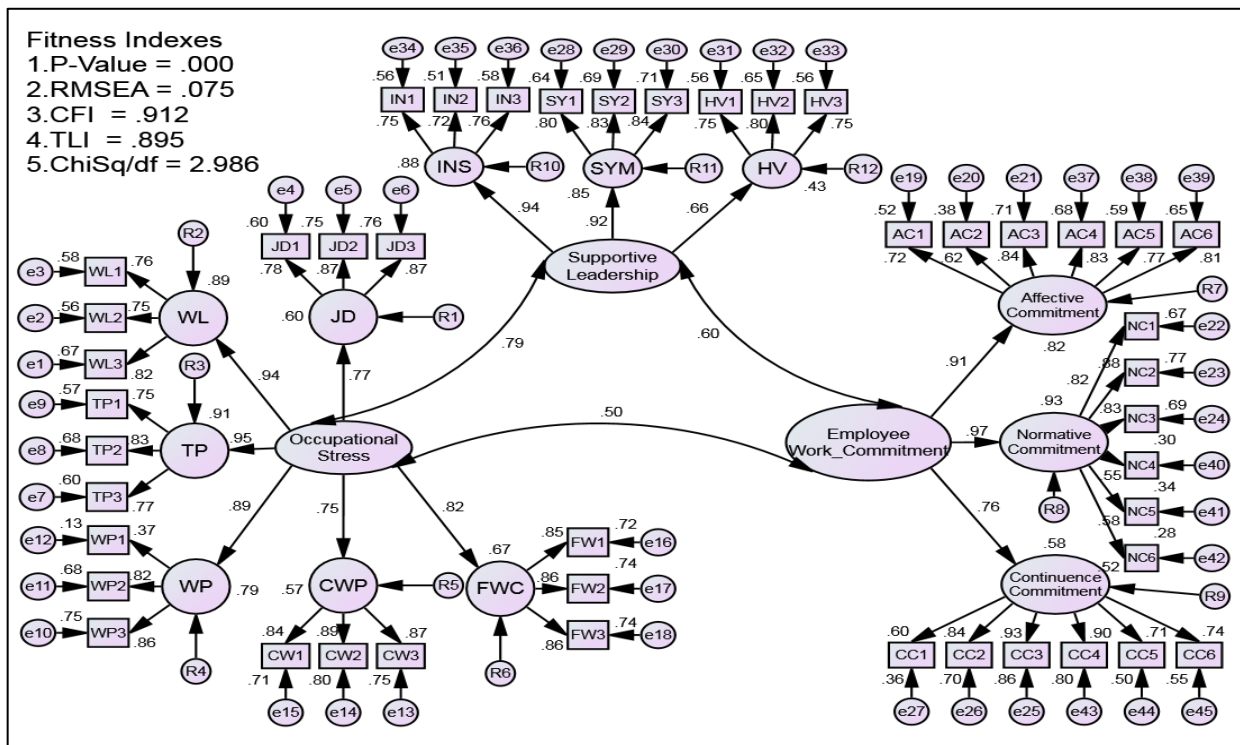 Fitness Indexes
1.P-Value = .000
2.RMSEA = .075
3.CFI = .912
4.TLI = .895
5.ChiSq/df = 2.986
e34 e35 e36 e28 e29 e30 e31 e32 e33
.56 .51 .58 .64 .69 .71 .56 .65 .56
IN1 IN2 IN3 SY1 SY2 SY3 HV1 HV2 HV3
.75 .72 .76 .80 .83 .84 .75 .80 .75
.88 INS R10 SYM R11 HV R12
.85 .43
.94 .92 .66
Supportive
Leadership
e4 e5 e6
.60 .75 .76
JD1 JD2 JD3
.78 .87 .87
.60 JD R1
.77
R2
e3 .58 WL1 .76 .89
e2 .56 WL2 .75 WL
e1 .67 WL3 .82
.94
R3
e9 .57 TP1 .75 .91
e8 .68 TP2 .83 TP .95
e7 .60 TP3 .77
Occupational
Stress
.79
.60
.50
.89 .75 .82
e12 .13 WP1 .37
e11 .68 WP2 .82 WP .79
e10 .75 WP3 .86
R4
.57 CWP R5
.84 .89 .87
CW1 CW2 CW3
.71 .80 .75
e15 e14 e13
.67
FWC
R6
.85 FW1 .72 e16
.86 FW2 .74 e17
.86 FW3 .74 e18
Employee
Work_Commitment
.91 .97 .76
e19 e20 e21 e37 e38 e39
.52 .38 .71 .68 .59 .65
AC1 AC2 AC3 AC4 AC5 AC6
.72 .62 .84 .83 .77 .81
Affective
Commitment
R7
.82
.93
Normative
Commitment
R8
.82 NC1 .67 e22
.88 NC2 .77 e23
.83 NC3 .69 e24
.55 NC4 .30 e40
.58 NC5 .34 e41
.52 NC6 .28 e42
.58
Continuence
Commitment
R9
.60 .84 .93 .90 .71 .74
CC1 CC2 CC3 CC4 CC5 CC6
.36 .70 .86 .80 .50 .55
e27 e26 e25 e43 e44 e45